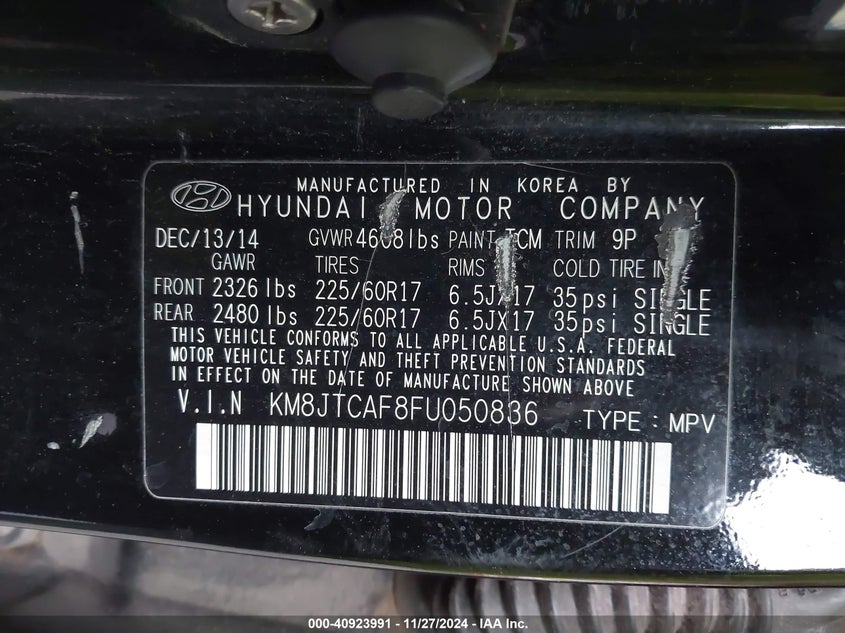 MANUFACTURED IN KOREA BY
HYUNDAI MOTOR COMPANY
DEC/13/14 GVWR 4608lbs PAINT TCM TRIM 9P
GAWR TIRES RIMS COLD TIRE
FRONT 2326 lbs 225/60R17 6.5JX17 35psi SINGLE
REAR 2480 lbs 225/60R17 6.5JX17 35psi SINGLE
THIS VEHICLE CONFORMS TO ALL APPLICABLE U.S.A. FEDERAL
MOTOR VEHICLE SAFETY AND THEFT PREVENTION STANDARDS
IN EFFECT ON THE DATE OF MANUFACTURE SHOWN ABOVE
V.I.N KM8JTCAF8FU050836 TYPE : MPV
000-40923991 - 11/27/2024 - IAA Inc.